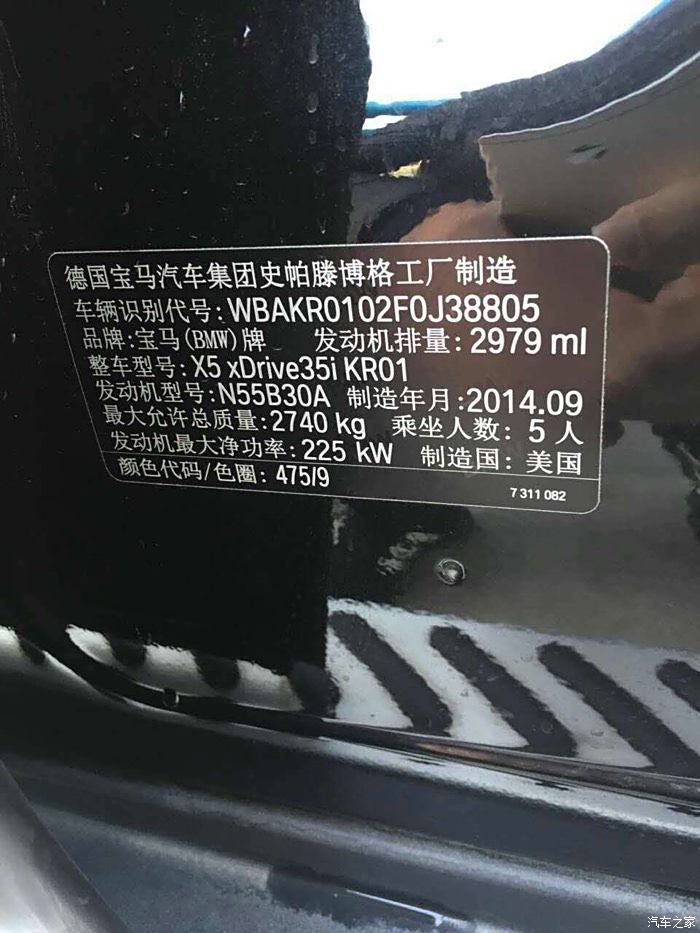 德国宝马汽车集团史帕滕博格工厂制造
车辆识别代号: WBAKR0102F0J38805
品牌: 宝马(BMW)牌 发动机排量: 2979 ml
整车型号: X5 xDrive35i KR01
发动机型号: N55B30A 制造年月: 2014.09
最大允许总质量: 2740 kg 乘坐人数: 5 人
发动机最大净功率: 225 kW 制造国: 美国
颜色代码/色圈: 475/9 7 311 082
汽车之家